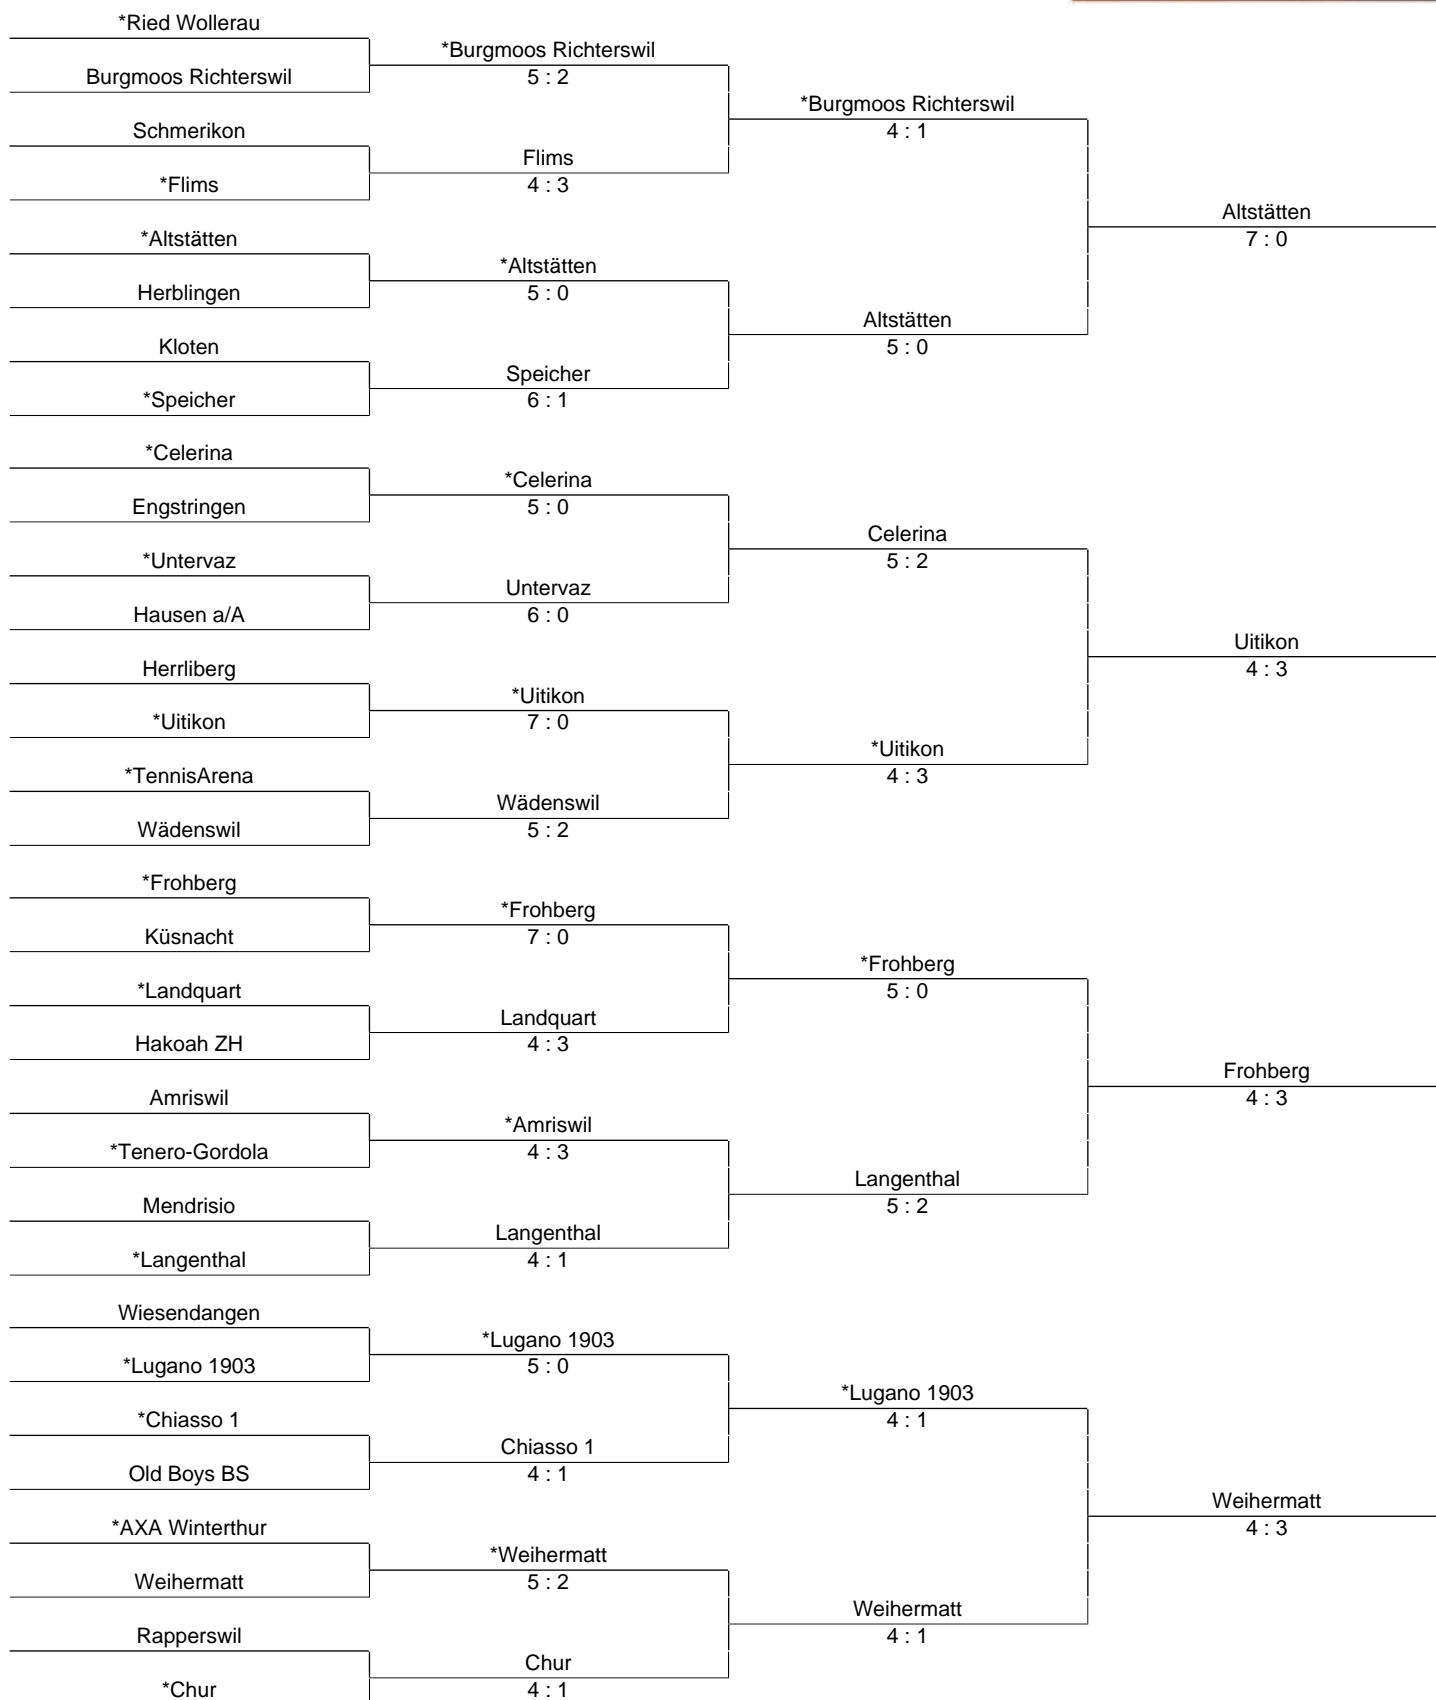 *Ried Wollerau
*Burgmoos Richterswil
Burgmoos Richterswil
5 : 2
*Burgmoos Richterswil
Schmerikon
4 : 1
Flims
*Flims
4 : 3
Altstätten
*Altstätten
7 : 0
*Altstätten
Herblingen
5 : 0
Altstätten
Kloten
5 : 0
Speicher
*Speicher
6 : 1
*Celerina
*Celerina
Engstringen
5 : 0
Celerina
*Untervaz
5 : 2
Untervaz
Hausen a/A
6 : 0
Uitikon
Herrliberg
4 : 3
*Uitikon
*Uitikon
7 : 0
*Uitikon
*TennisArena
4 : 3
Wädenswil
Wädenswil
5 : 2
*Frohberg
*Frohberg
Küsnacht
7 : 0
*Frohberg
*Landquart
5 : 0
Landquart
Hakoah ZH
4 : 3
Frohberg
Amriswil
4 : 3
*Amriswil
*Tenero-Gordola
4 : 3
Langenthal
Mendrisio
5 : 2
Langenthal
*Langenthal
4 : 1
Wiesendangen
*Lugano 1903
*Lugano 1903
5 : 0
*Lugano 1903
*Chiasso 1
4 : 1
Chiasso 1
Old Boys BS
4 : 1
Weihermatt
*AXA Winterthur
4 : 3
*Weihermatt
Weihermatt
5 : 2
Weihermatt
Rapperswil
4 : 1
Chur
*Chur
4 : 1